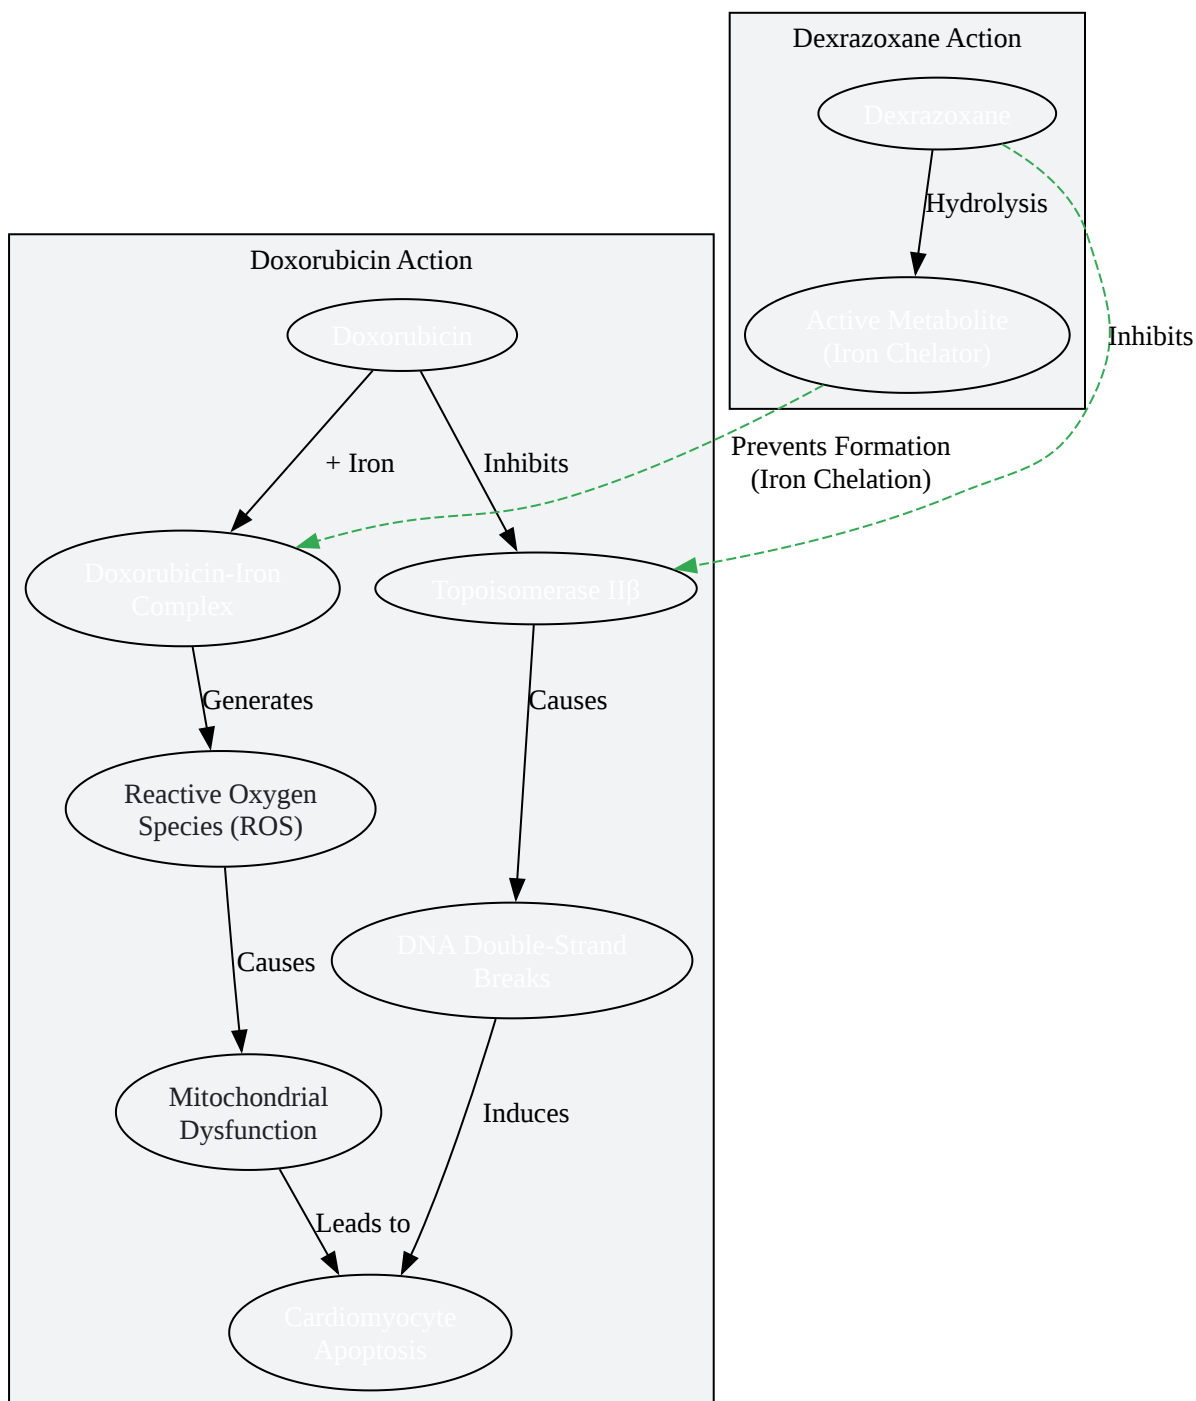 Dexrazoxane Action
Dexrazoxane
Hydrolysis
Doxorubicin Action
Doxorubicin
Active Metabolite
(Iron Chelator)
Inhibits
+ Iron
Inhibits
Prevents Formation
(Iron Chelation)
Doxorubicin-Iron
Complex
Topoisomerase IIβ
Generates
Causes
Reactive Oxygen
Species (ROS)
Causes
DNA Double-Strand
Breaks
Mitochondrial
Dysfunction
Induces
Leads to
Cardiomyocyte
Apoptosis